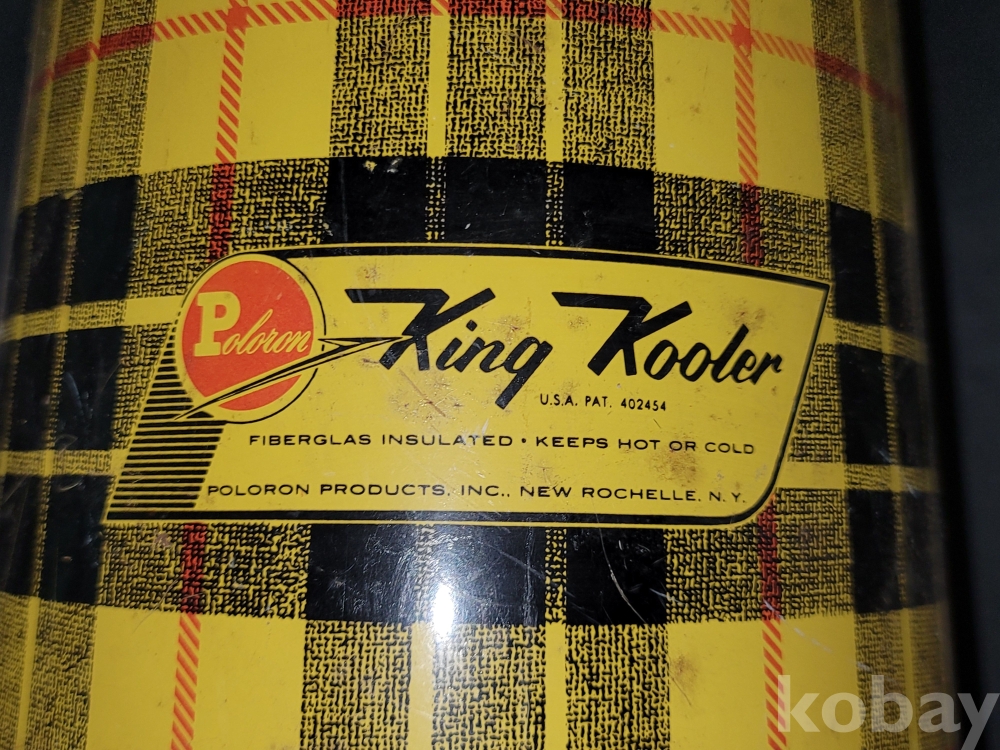 Poloron
King Kooler
U.S.A. PAT. 402454
FIBERGLAS INSULATED • KEEPS HOT OR COLD
POLORON PRODUCTS, INC., NEW ROCHELLE, N.Y.
kobay